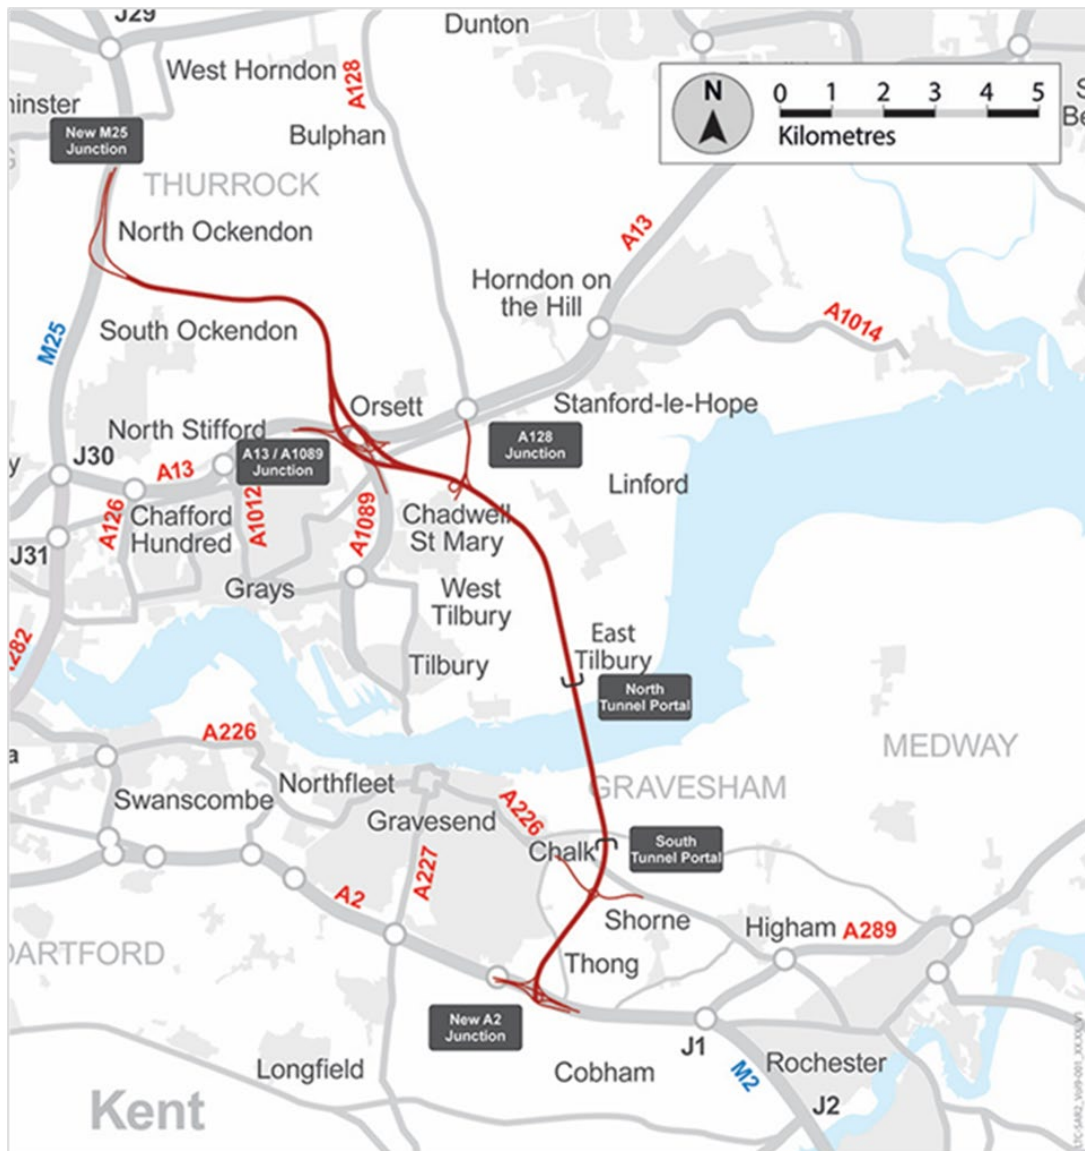 J29
Dunton
West Horndon
A128
Bulphan
N
0 1 2 3 4 5
Kilometres
New M25
Junction
THURROCK
North Ockendon
A13
Horndon on
the Hill
A1014
M25
South Ockendon
Orsett
Stanford-le-Hope
North Stifford
A13 / A1089
Junction
A128
Junction
J30
A13
Linford
A126
Chafford
Hundred
A1012
A1089
Chadwell
St Mary
J31
Grays
West
Tilbury
East
Tilbury
Tilbury
North
Tunnel Portal
A226
MEDWAY
Northfleet
GRAVESHAM
Swanscombe
Gravesend
A226
Chalk
South
Tunnel Portal
A227
A2
Shorne
Higham
A289
DARTFORD
Thong
New A2
Junction
Longfield
Cobham
J1
M2
Rochester
J2
Kent